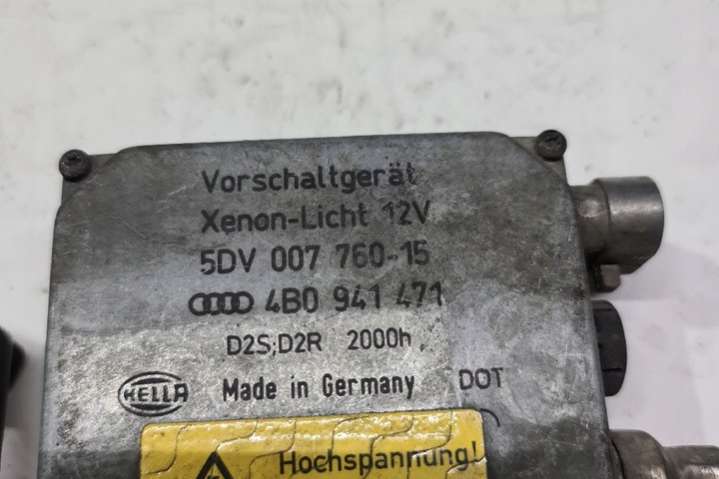 Vorschaltgerät
Xenon-Licht 12V
5DV 007 760-15
4B0 941 471
D2S;D2R 2000h
HELLA Made in Germany DOT
Hochspannung!